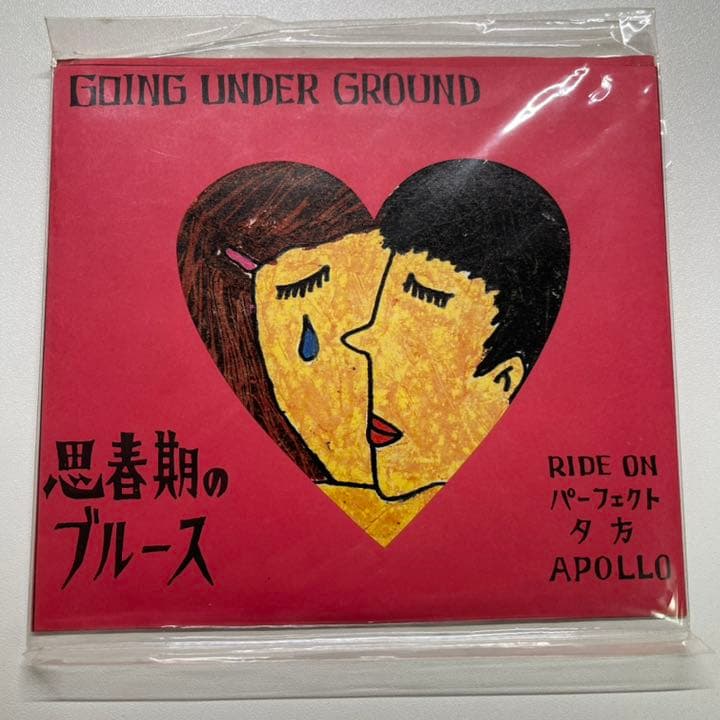 GOING UNDER GROUND
思春期の
ブルース
RIDE ON
パーフェクト
夕方
APOLLO